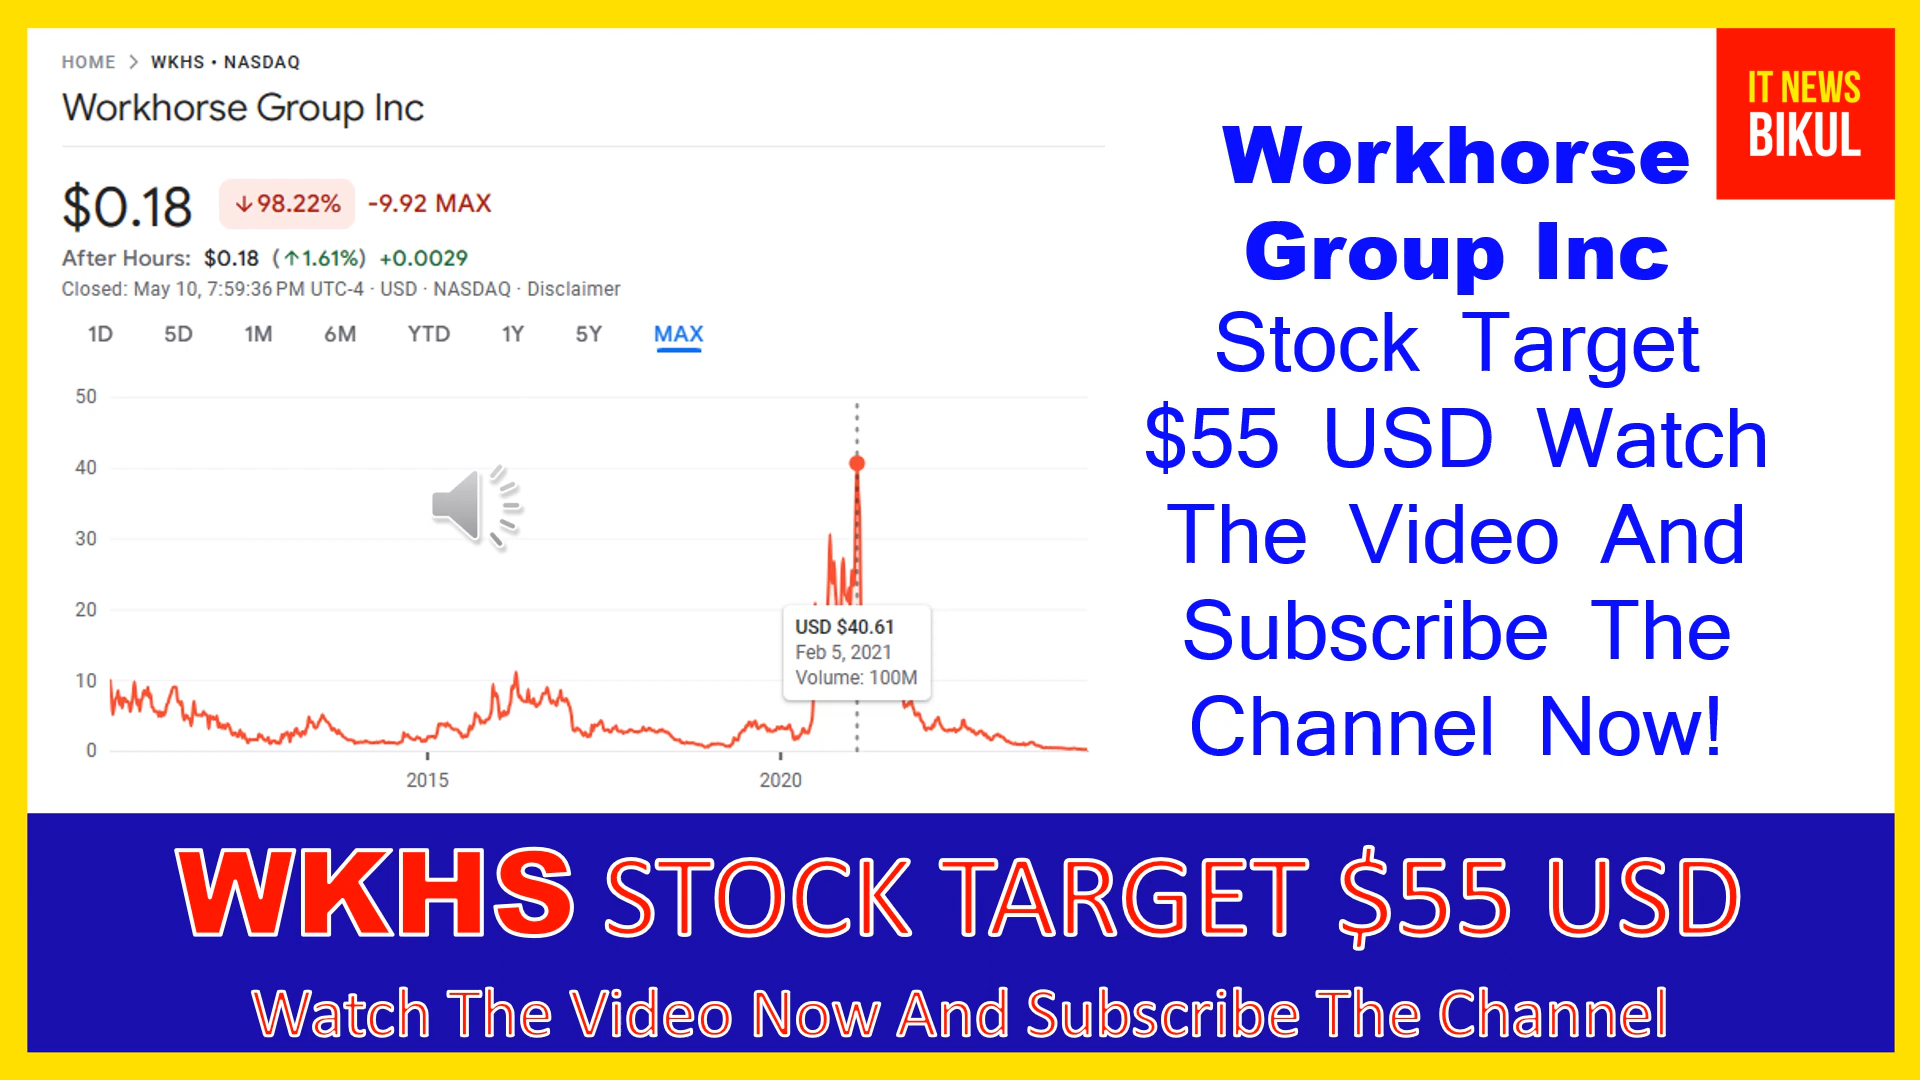 HOME > WKHS • NASDAQ
Workhorse Group Inc
$0.18 ↓98.22% -9.92 MAX
After Hours: $0.18 (↑1.61%) +0.0029
Closed: May 10, 7:59:36 PM UTC-4 · USD · NASDAQ · Disclaimer
1D 5D 1M 6M YTD 1Y 5Y MAX
50
40
30
20
10
0
USD $40.61
Feb 5, 2021
Volume: 100M
2015 2020
IT NEWS
BIKUL
Workhorse
Group Inc
Stock Target
$55 USD Watch
The Video And
Subscribe The
Channel Now!
WKHS STOCK TARGET $55 USD
Watch The Video Now And Subscribe The Channel